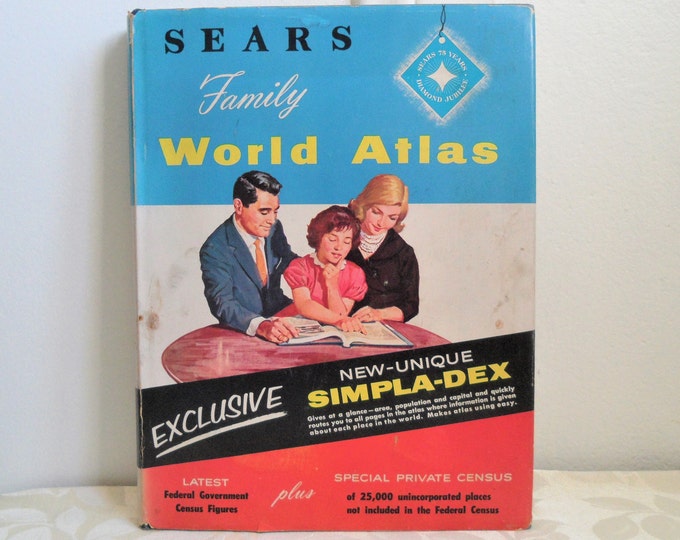 SEARS
Family
World Atlas
SEARS 75 YEARS
DIAMOND JUBILEE
EXCLUSIVE
NEW-UNIQUE
SIMPLA-DEX
Gives at a glance—area, population and capital and quickly
routes you to all pages in the atlas where information is given
about each place in the world. Makes atlas using easy.
LATEST
Federal Government
Census Figures
plus
SPECIAL PRIVATE CENSUS
of 25,000 unincorporated places
not included in the Federal Census